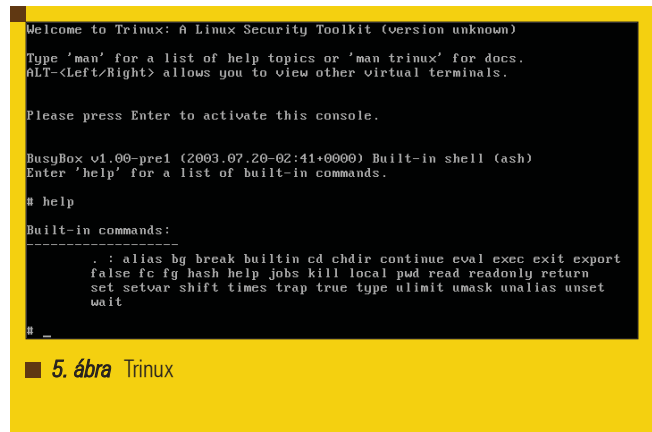 Welcome to Trinux: A Linux Security Toolkit (version unknown)
Type 'man' for a list of help topics or 'man trinux' for docs.
ALT-<Left/Right> allows you to view other virtual terminals.
Please press Enter to activate this console.
BusyBox v1.00-pre1 (2003.07.20-02:41+0000) Built-in shell (ash)
Enter 'help' for a list of built-in commands.
# help
Built-in commands:
-------------------
. : alias bg break builtin cd chdir continue eval exec exit export
false fc fg hash help jobs kill local pwd read readonly return
set setvar shift times trap true type ulimit umask unalias unset
wait
# _
5. ábra Trinux